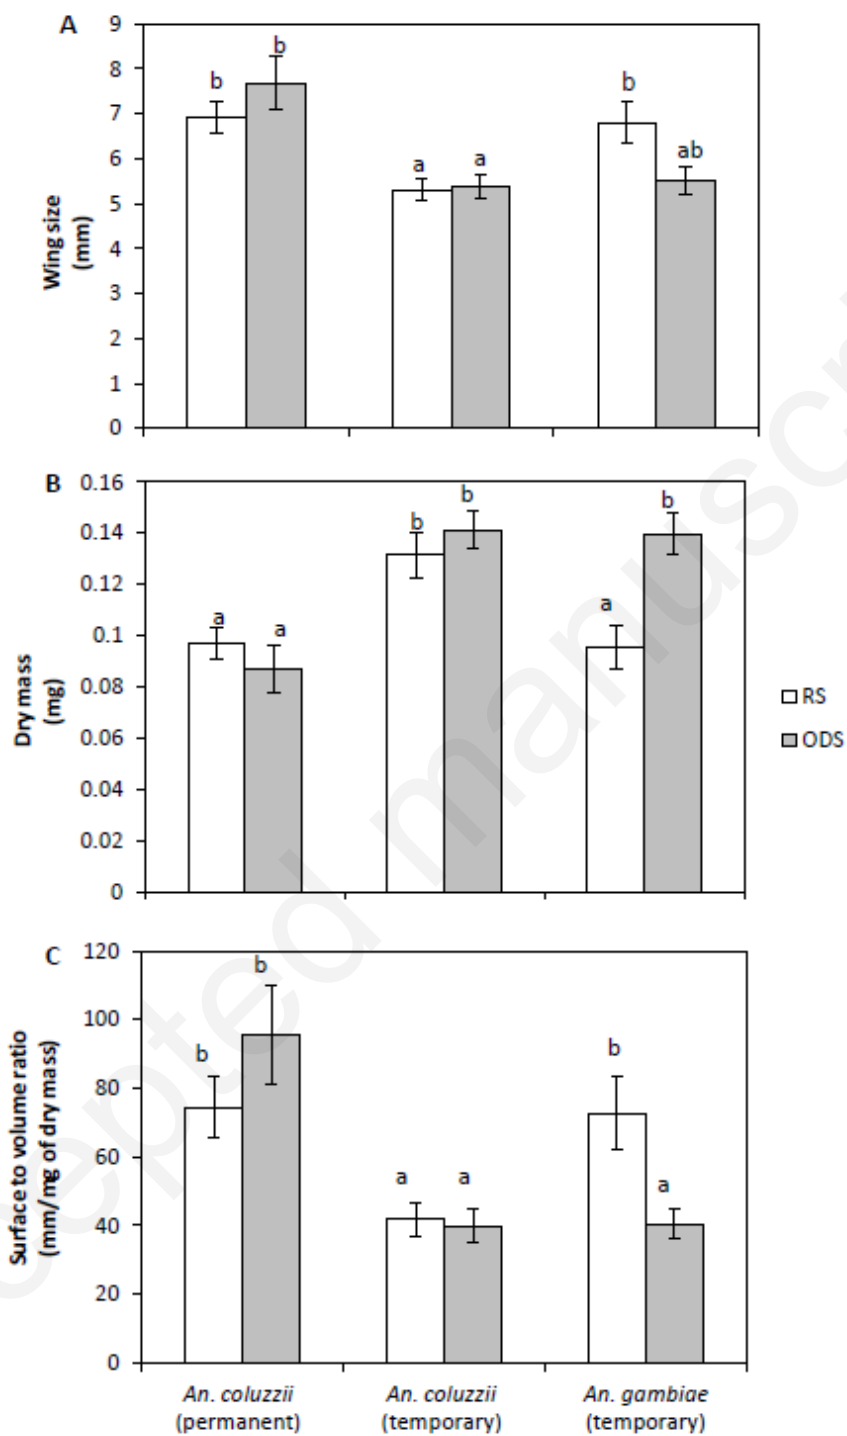 A
9
8
7
6
5
4
3
2
1
0
Wing size
(mm)
b
b
a
a
b
ab
B
0.16
0.14
0.12
0.1
0.08
0.06
0.04
0.02
0
Dry mass
(mg)
a
a
b
b
a
b
RS
ODS
C
120
100
80
60
40
20
0
Surface to volume ratio
(mm/mg of dry mass)
b
b
a
a
b
a
An. coluzzii
(permanent)
An. coluzzii
(temporary)
An. gambiae
(temporary)
cepted manuscri